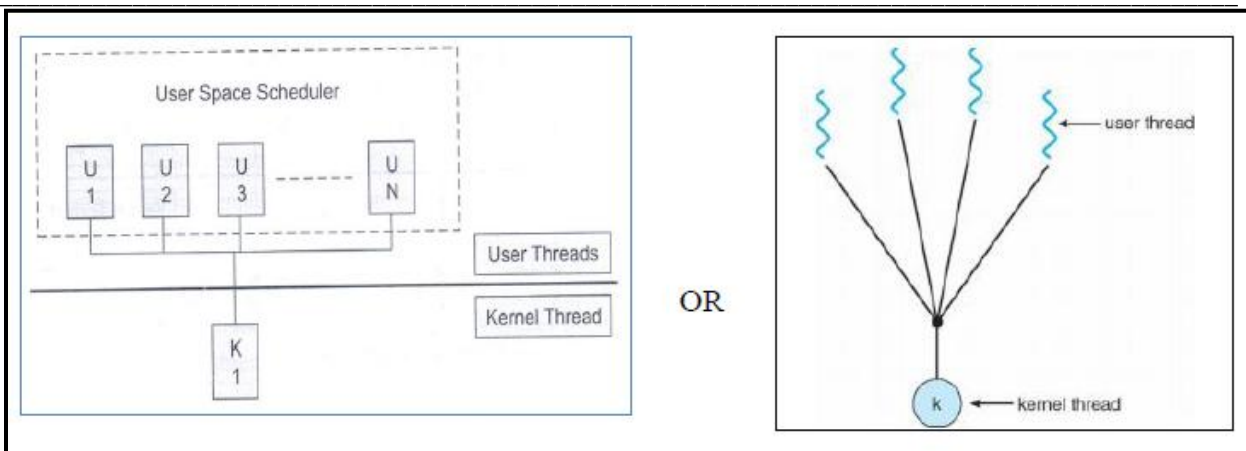 User Space Scheduler
U
1
U
2
U
3
U
N
User Threads
Kernel Thread
K
1
OR
user thread
k
kernel thread